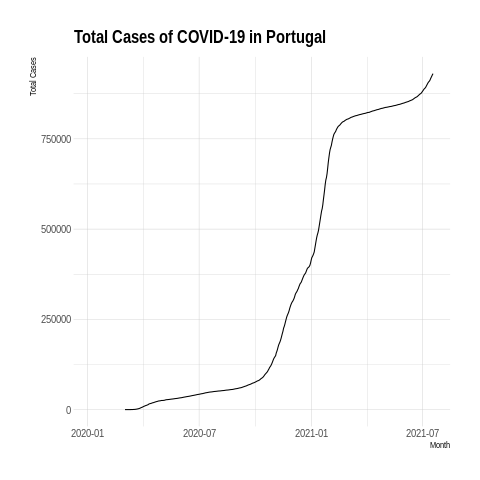 Total Cases of COVID-19 in Portugal
Total Cases
750000
500000
250000
0
2020-01 2020-07 2021-01 2021-07
Month